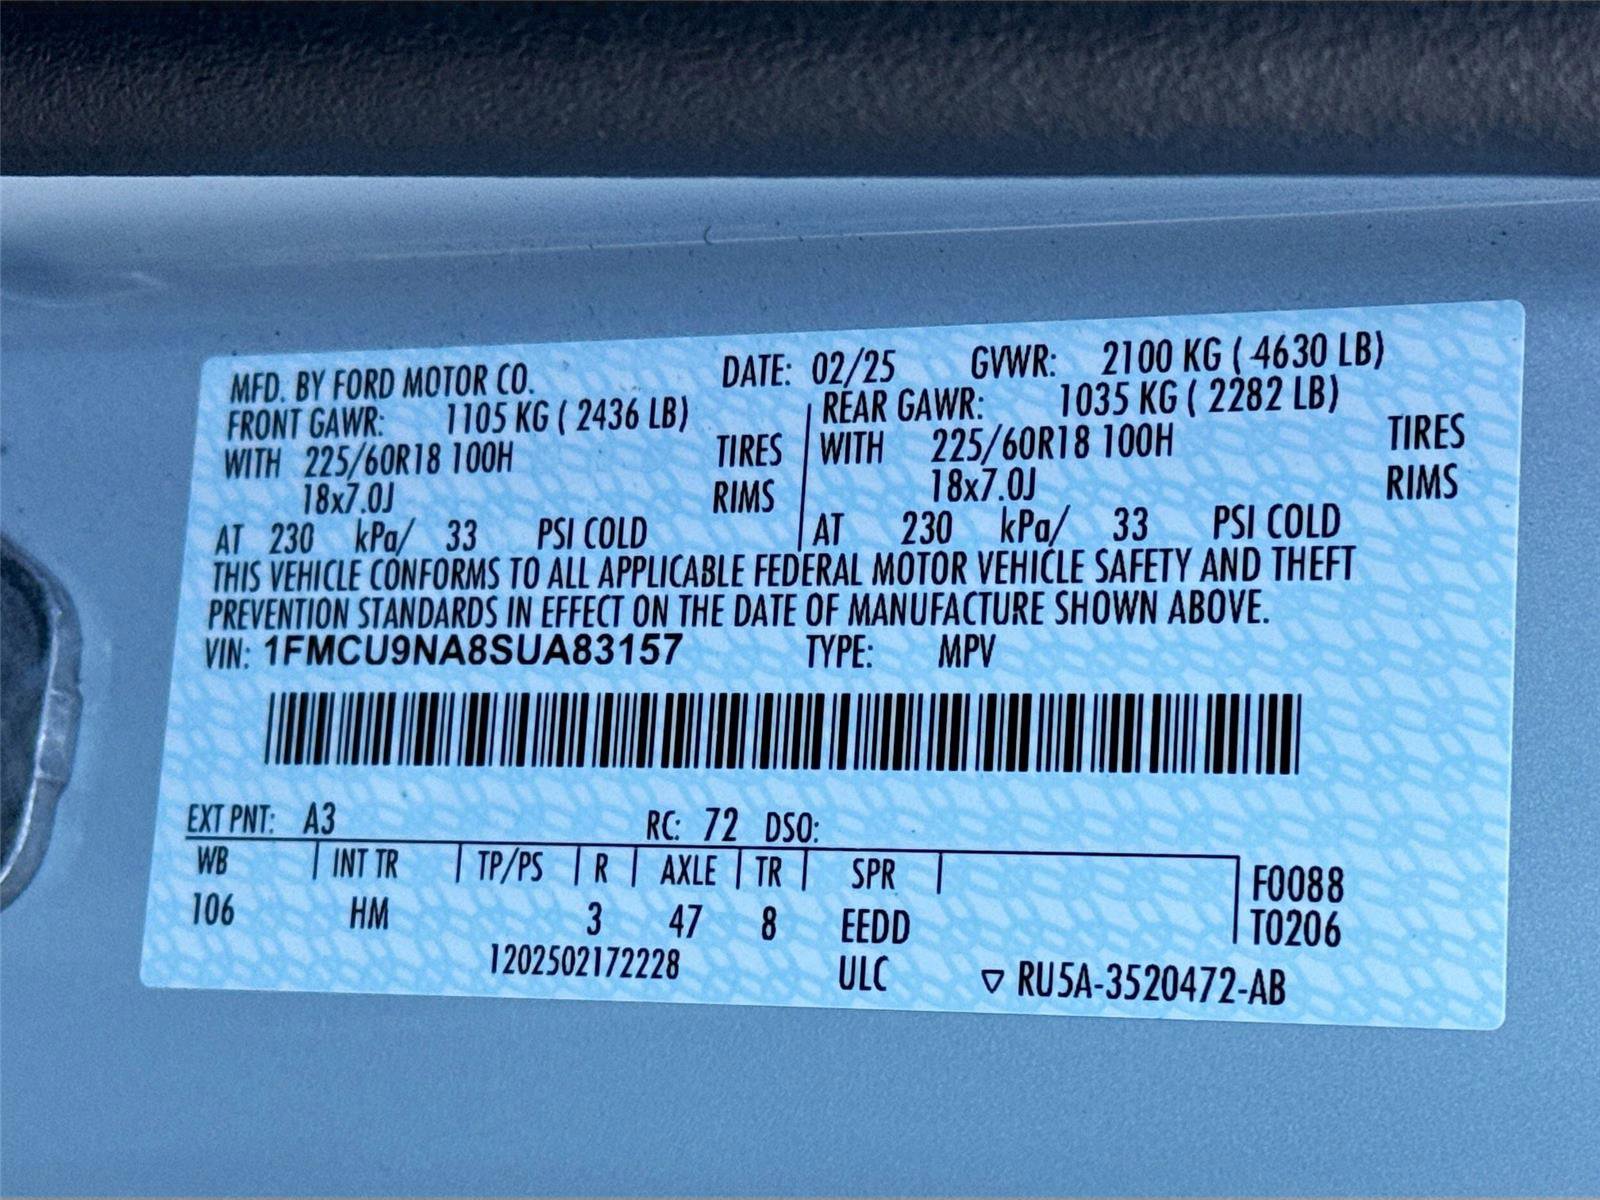 MFD. BY FORD MOTOR CO. DATE: 02/25 GVWR: 2100 KG ( 4630 LB)
FRONT GAWR: 1105 KG ( 2436 LB) REAR GAWR: 1035 KG ( 2282 LB)
WITH 225/60R18 100H TIRES WITH 225/60R18 100H TIRES
18x7.0J RIMS 18x7.0J RIMS
AT 230 kPa/ 33 PSI COLD AT 230 kPa/ 33 PSI COLD
THIS VEHICLE CONFORMS TO ALL APPLICABLE FEDERAL MOTOR VEHICLE SAFETY AND THEFT
PREVENTION STANDARDS IN EFFECT ON THE DATE OF MANUFACTURE SHOWN ABOVE.
VIN: 1FMCU9NA8SUA83157 TYPE: MPV
EXT PNT: A3 RC: 72 DSO:
WB INT TR TP/PS R AXLE TR SPR F0088
106 HM 3 47 8 EEDD T0206
1202502172228 ULC ▽ RU5A-3520472-AB